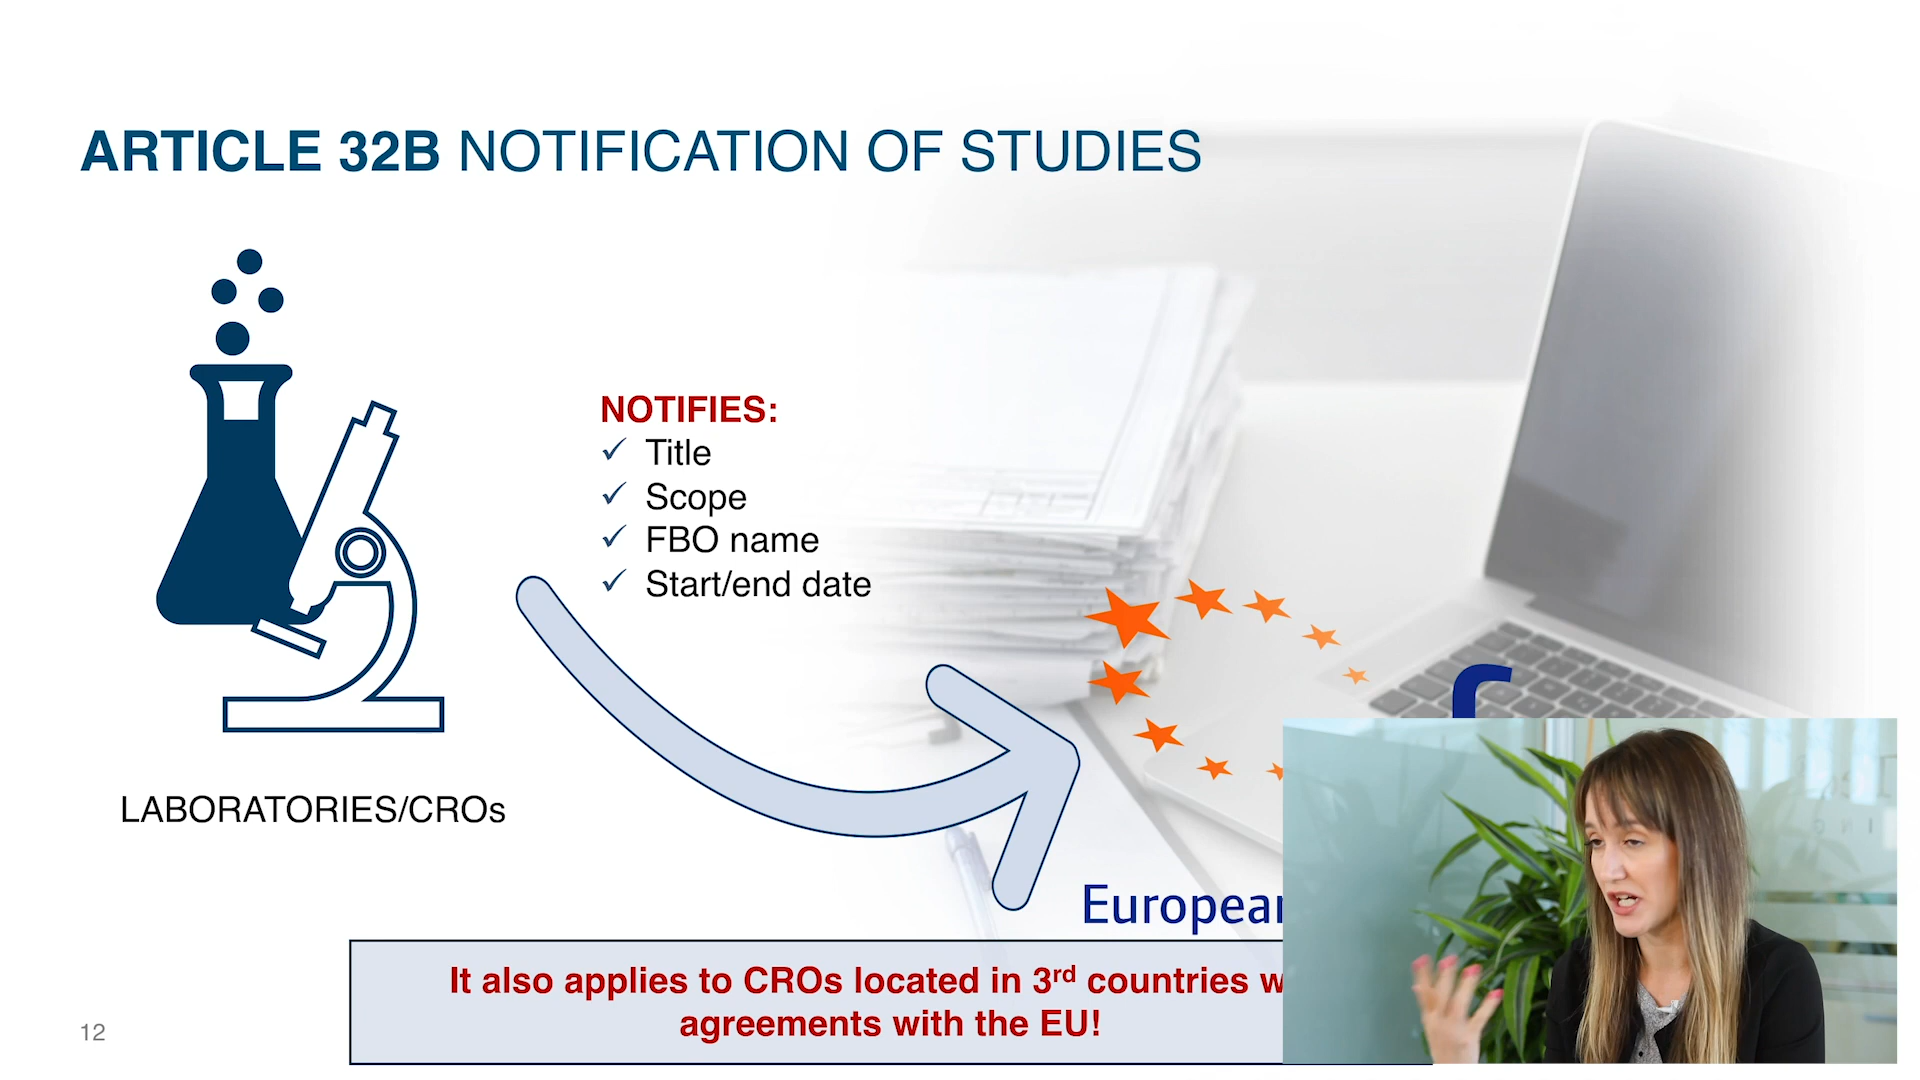 ARTICLE 32B NOTIFICATION OF STUDIES
NOTIFIES:
✓ Title
✓ Scope
✓ FBO name
✓ Start/end date
LABORATORIES/CROs
It also applies to CROs located in 3rd countries
agreements with the EU!
12